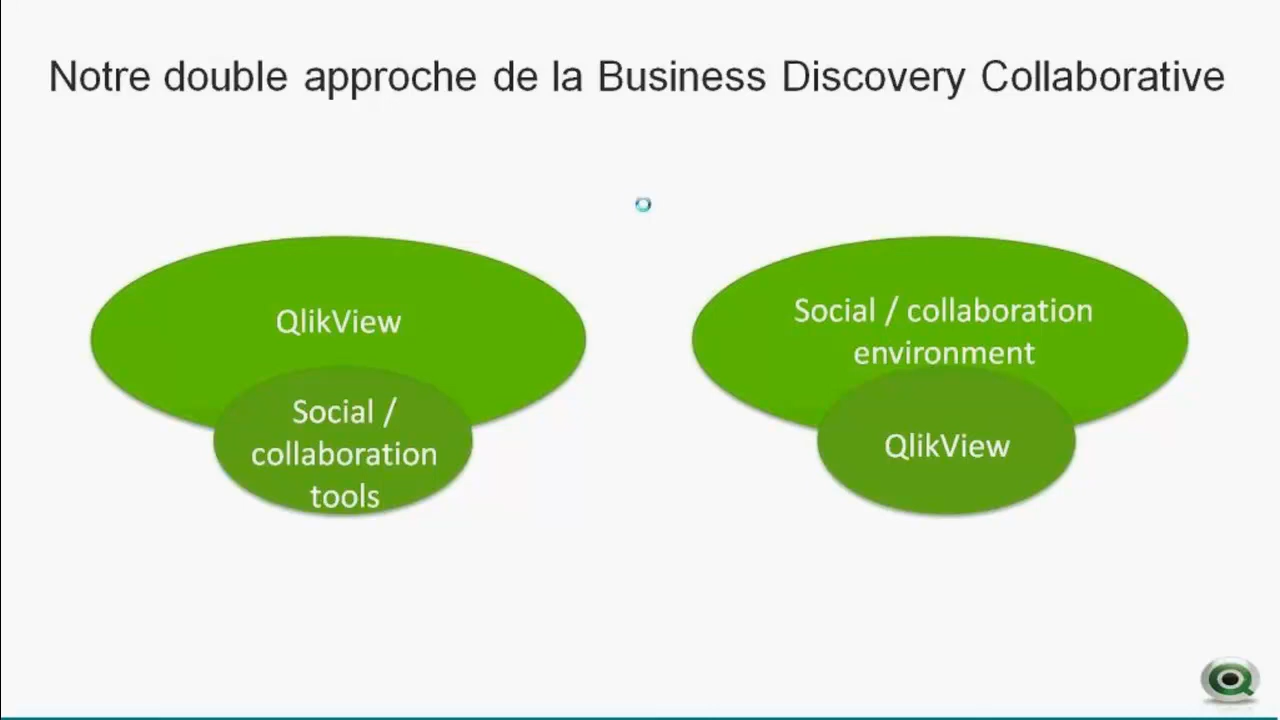 Notre double approche de la Business Discovery Collaborative
QlikView
Social /
collaboration
tools
Social / collaboration
environment
QlikView